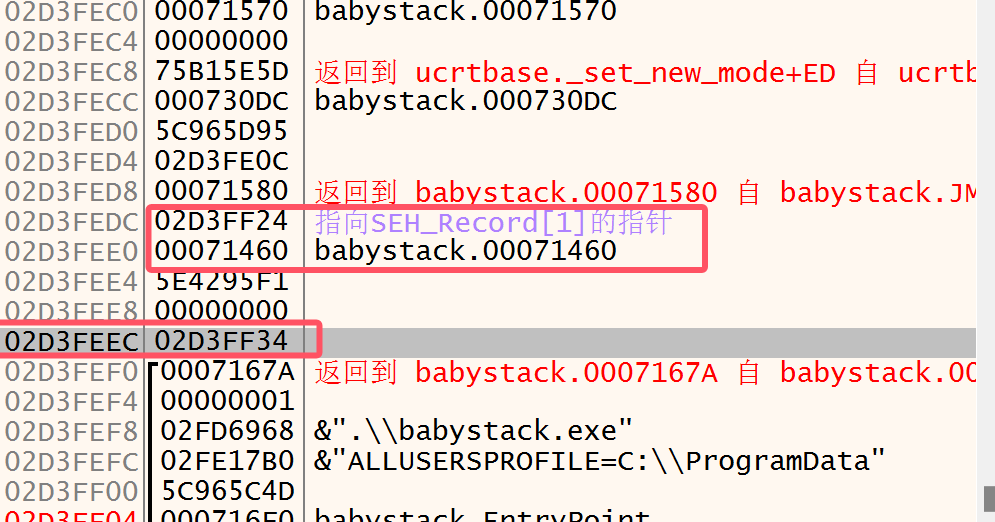 02D3FEC0 00071570 babystack.00071570
02D3FEC4 00000000
02D3FEC8 75B15E5D 返回到 ucrtbase._set_new_mode+ED 自 ucrtb
02D3FECC 000730DC babystack.000730DC
02D3FED0 5C965D95
02D3FED4 02D3FE0C
02D3FED8 00071580 返回到 babystack.00071580 自 babystack.JM
02D3FEDC 02D3FF24 指向SEH_Record[1]的指针
02D3FEE0 00071460 babystack.00071460
02D3FEE4 5E4295F1
02D3FEE8 00000000
02D3FEEC 02D3FF34
02D3FEF0 0007167A 返回到 babystack.0007167A 自 babystack.00
02D3FEF4 00000001
02D3FEF8 02FD6968 &".\\babystack.exe"
02D3FEFC 02FE17B0 &"ALLUSERSPROFILE=C:\\ProgramData"
02D3FF00 5C965C4D
02D3FF04 000716F0 babystack.EntryPoint